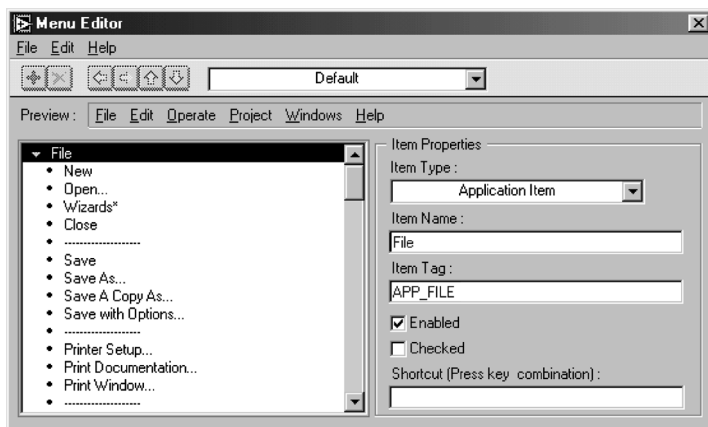 Menu Editor
File Edit Help
Default
Preview : File Edit Operate Project Windows Help
File
New
Open...
Wizards*
Close
--------------------
Save
Save As...
Save A Copy As...
Save with Options...
--------------------
Printer Setup...
Print Documentation...
Print Window...
--------------------
Item Properties
Item Type :
Application Item
Item Name :
File
Item Tag :
APP_FILE
Enabled
Checked
Shortcut (Press key combination) :